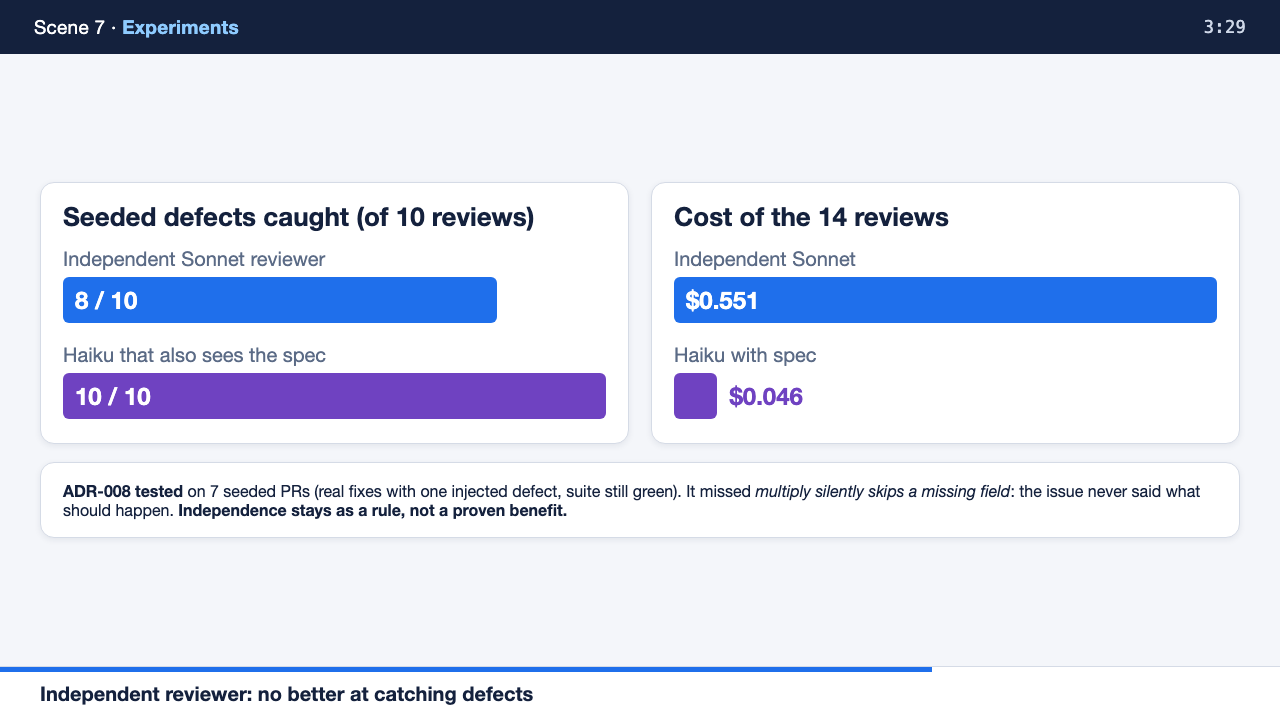 Scene 7 · Experiments
3:29
Seeded defects caught (of 10 reviews)
Independent Sonnet reviewer
8 / 10
Haiku that also sees the spec
10 / 10
Cost of the 14 reviews
Independent Sonnet
$0.551
Haiku with spec
$0.046
ADR-008 tested on 7 seeded PRs (real fixes with one injected defect, suite still green). It missed multiply silently skips a missing field: the issue never said what
should happen. Independence stays as a rule, not a proven benefit.
Independent reviewer: no better at catching defects